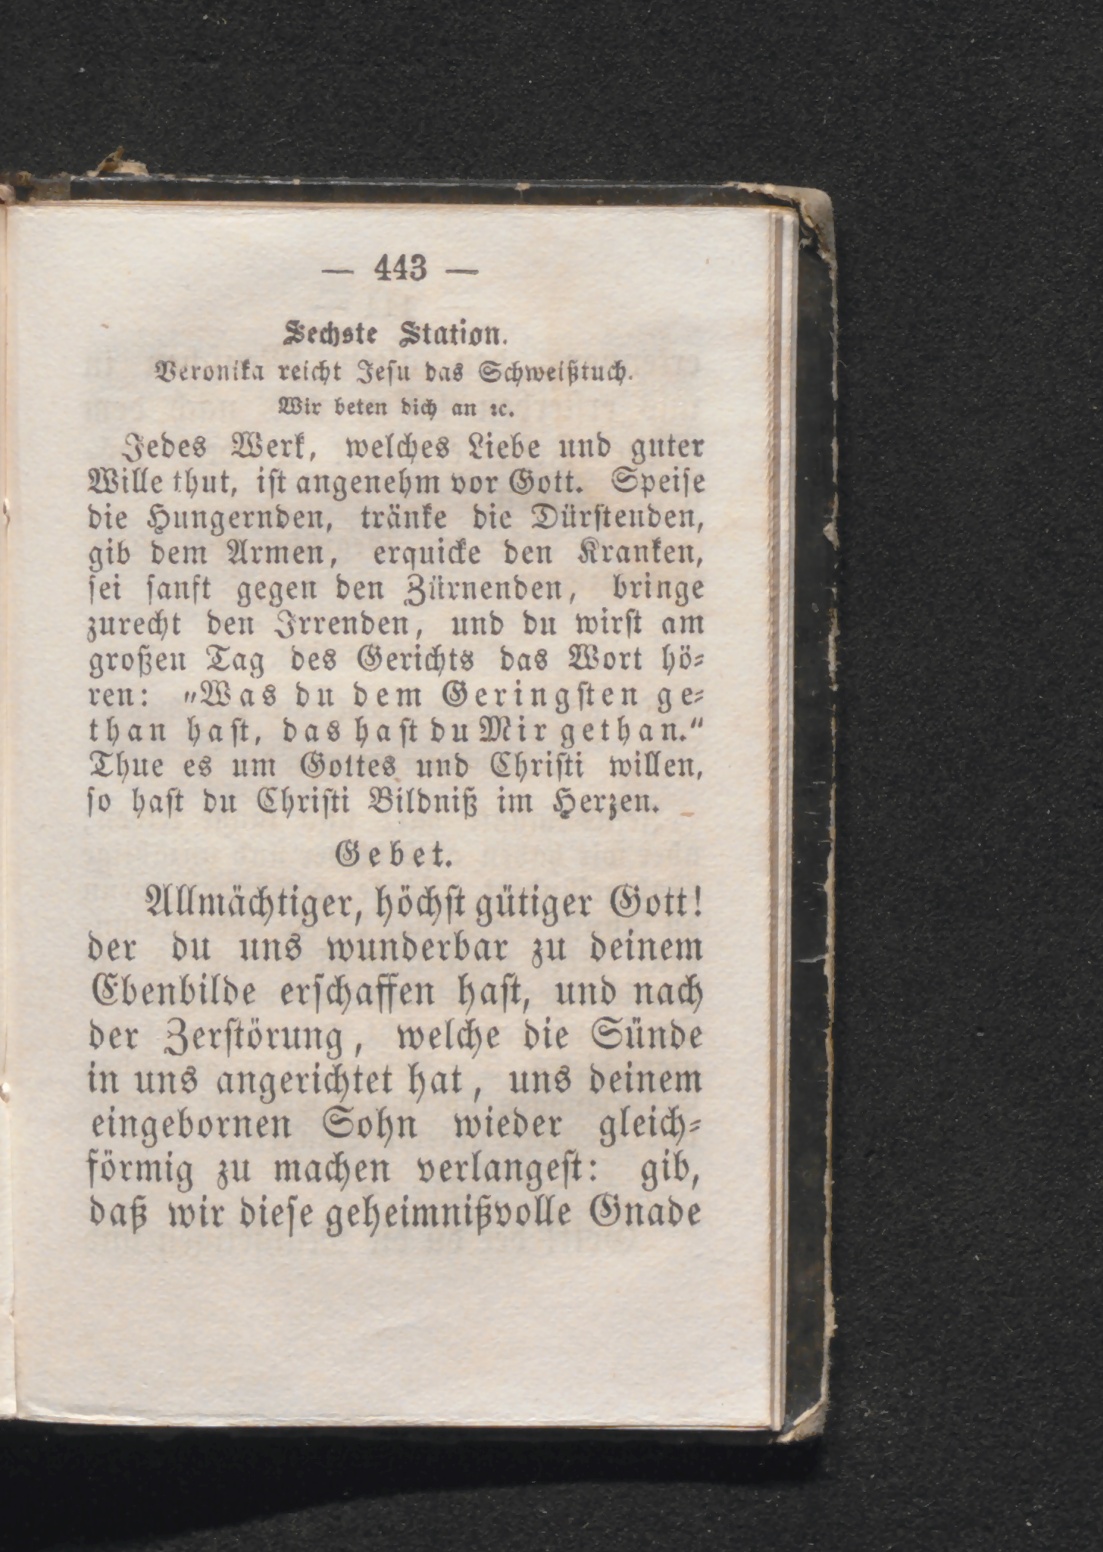 — 443 —
Sechste Station.
Veronika reicht Jesu das Schweißtuch.
Wir beten dich an ꝛc.
Jedes Werk, welches Liebe und guter
Wille thut, ist angenehm vor Gott. Speise
die Hungernden, tränke die Dürstenden,
gib dem Armen, erquicke den Kranken,
sei sanft gegen den Zürnenden, bringe
zurecht den Irrenden, und du wirst am
großen Tag des Gerichts das Wort hö-
ren: „Was du dem Geringsten ge-
than hast, das hast du Mir gethan.“
Thue es um Gottes und Christi willen,
so hast du Christi Bildniß im Herzen.
Gebet.
Allmächtiger, höchst gütiger Gott!
der du uns wunderbar zu deinem
Ebenbilde erschaffen hast, und nach
der Zerstörung, welche die Sünde
in uns angerichtet hat, uns deinem
eingebornen Sohn wieder gleich-
förmig zu machen verlangest: gib,
daß wir diese geheimnißvolle Gnade